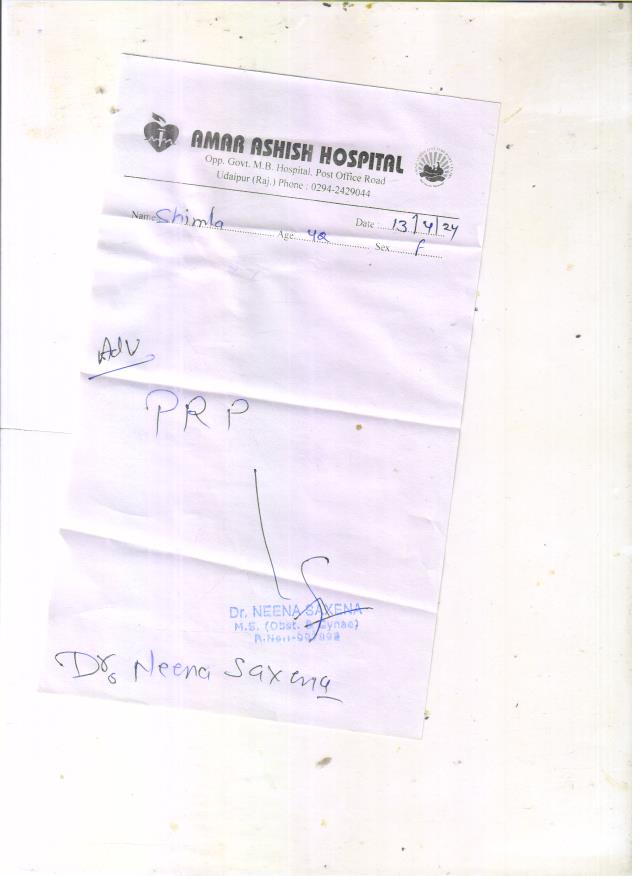 AMAR ASHISH HOSPITAL
Opp. Govt. M.B. Hospital, Post Office Road
Udaipur (Raj.) Phone : 0294-2429044
Name Shimla Age 42 Date : 13/4/24
Sex F
Adv
PRP
Dr. NEENA SAXENA
M.S. (Obst. & Gynae)
Dr. Neena Saxena